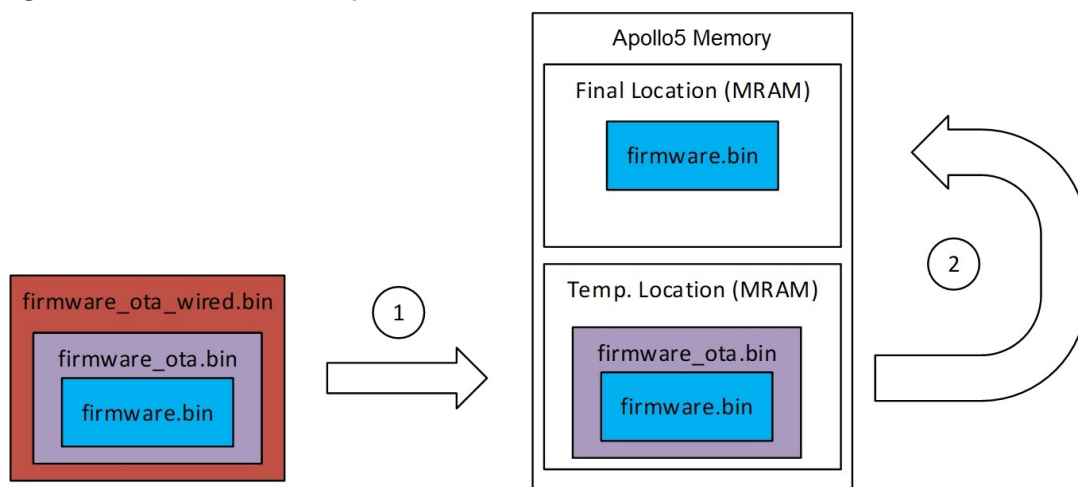 Apollo5 Memory
Final Location (MRAM)
firmware.bin
2
firmware_ota_wired.bin
firmware_ota.bin
firmware.bin
1
Temp. Location (MRAM)
firmware_ota.bin
firmware.bin